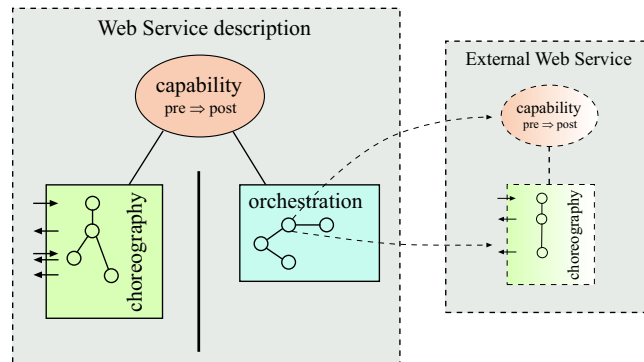 Web Service description
capability
pre ⇒ post
choreography
orchestration
External Web Service
capability
pre ⇒ post
choreography